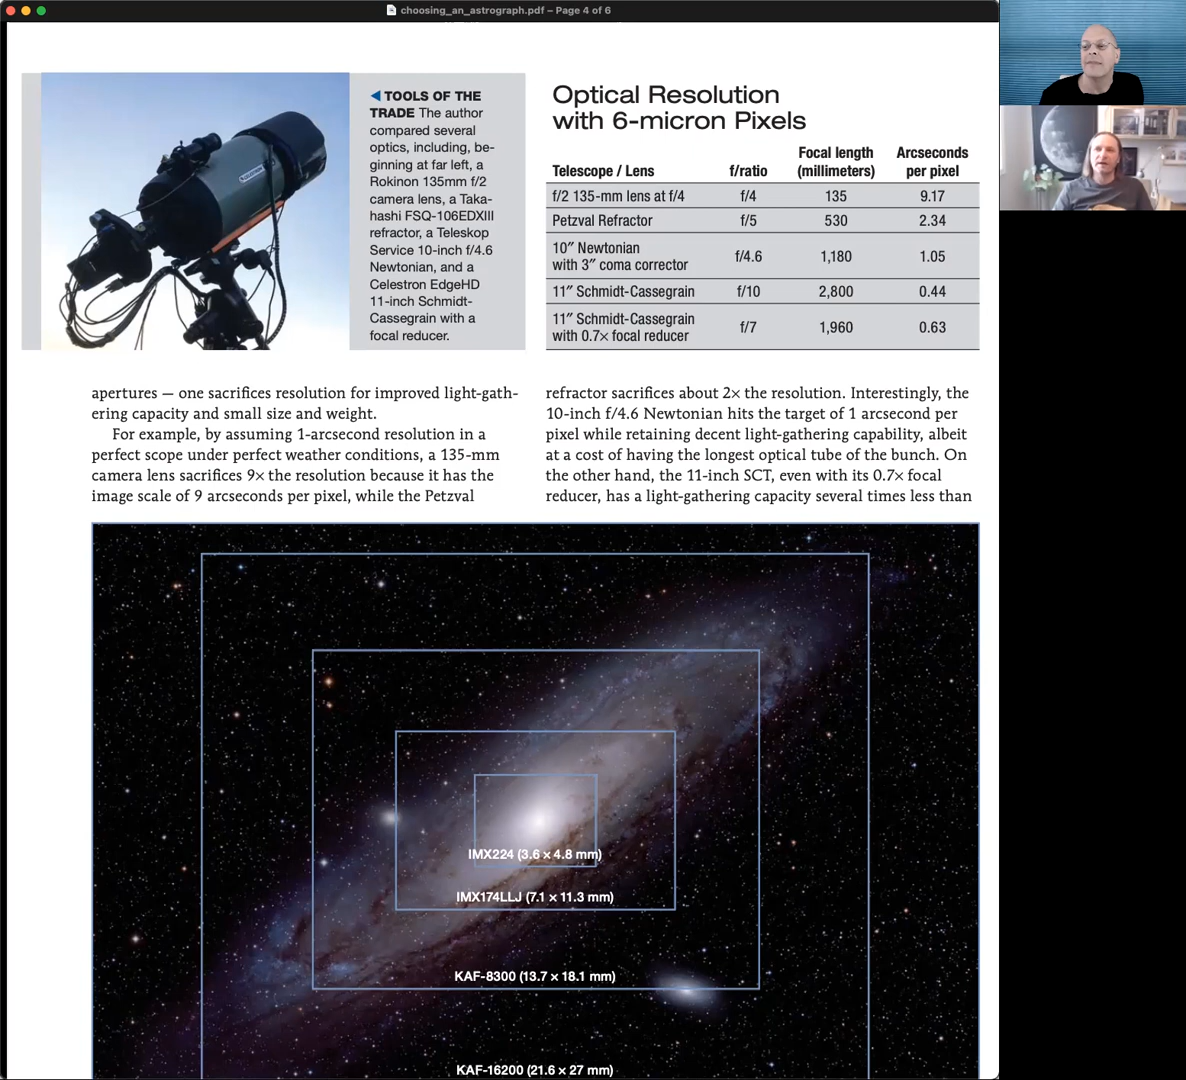 choosing_an_astrograph.pdf – Page 4 of 6
◀ TOOLS OF THE
TRADE The author
compared several
optics, including, be-
ginning at far left, a
Rokinon 135mm f/2
camera lens, a Taka-
hashi FSQ-106EDXIII
refractor, a Teleskop
Service 10-inch f/4.6
Newtonian, and a
Celestron EdgeHD
11-inch Schmidt-
Cassegrain with a
focal reducer.
Optical Resolution
with 6-micron Pixels
Telescope / Lens f/ratio Focal length (millimeters) Arcseconds per pixel
f/2 135-mm lens at f/4 f/4 135 9.17
Petzval Refractor f/5 530 2.34
10″ Newtonian
with 3″ coma corrector f/4.6 1,180 1.05
11″ Schmidt-Cassegrain f/10 2,800 0.44
11″ Schmidt-Cassegrain
with 0.7× focal reducer f/7 1,960 0.63
apertures — one sacrifices resolution for improved light-gath-
ering capacity and small size and weight.
For example, by assuming 1-arcsecond resolution in a
perfect scope under perfect weather conditions, a 135-mm
camera lens sacrifices 9× the resolution because it has the
image scale of 9 arcseconds per pixel, while the Petzval
refractor sacrifices about 2× the resolution. Interestingly, the
10-inch f/4.6 Newtonian hits the target of 1 arcsecond per
pixel while retaining decent light-gathering capability, albeit
at a cost of having the longest optical tube of the bunch. On
the other hand, the 11-inch SCT, even with its 0.7× focal
reducer, has a light-gathering capacity several times less than
IMX224 (3.6 × 4.8 mm)
IMX174LLJ (7.1 × 11.3 mm)
KAF-8300 (13.7 × 18.1 mm)
KAF-16200 (21.6 × 27 mm)